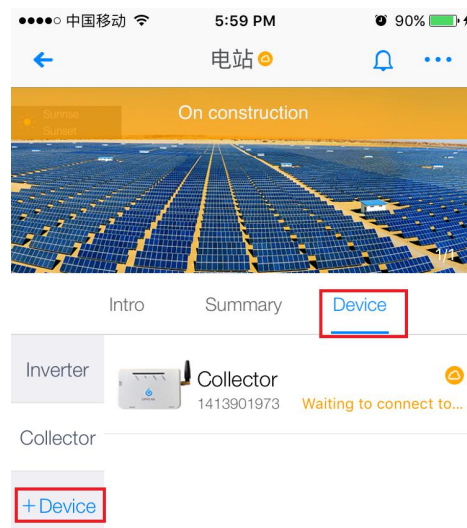 中国移动 5:59 PM 90%
电站
Sunrise
Sunset
On construction
1/1
Intro Summary Device
Inverter
Collector
1413901973 Waiting to connect to...
Collector
+Device